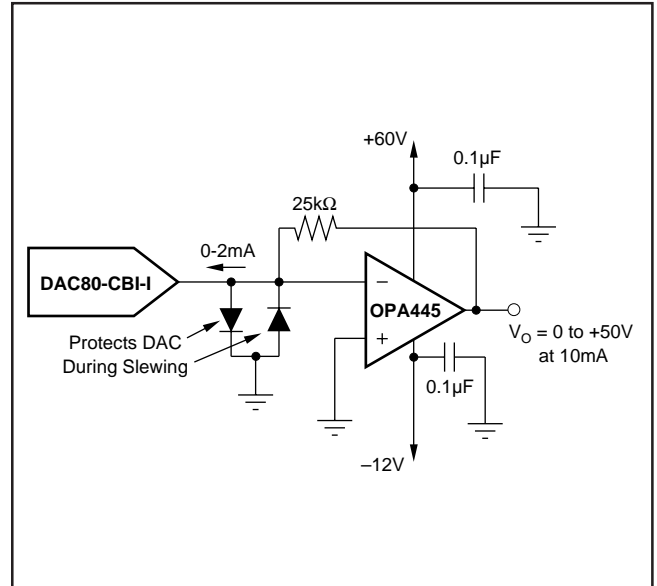 +60V
0.1µF
25kΩ
0-2mA
DAC80-CBI-I
–
OPA445
+
Protects DAC
During Slewing
V_O = 0 to +50V
at 10mA
0.1µF
–12V